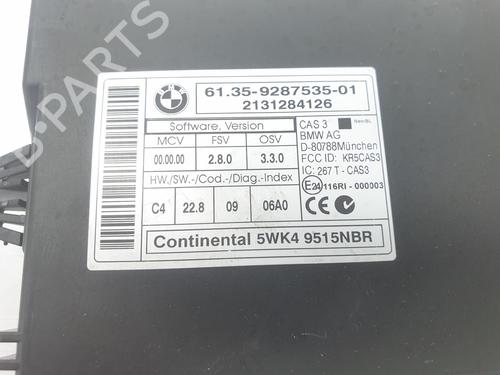 B-PARTS
BMW
61.35-9287535-01
2131284126
Software, Version
MCV FSV OSV
00.00.00 2.8.0 3.3.0
HW./SW.-/Cod.-/Diag.-Index
C4 22.8 09 06A0
CAS 3
BMW AG
D-80788München
FCC ID: KR5CAS3
IC: 267 T - CAS3
E24 116RI - 000003
Continental 5WK4 9515NBR